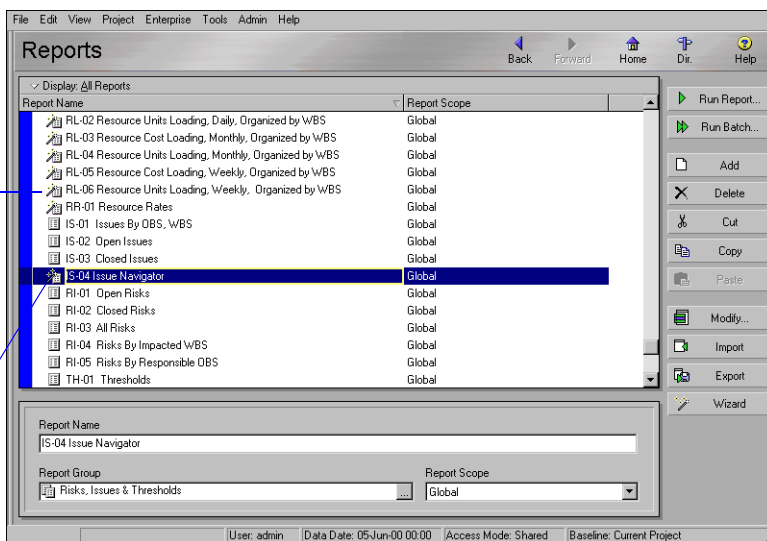 File Edit View Project Enterprise Tools Admin Help
Reports
Back Forward Home Dir. Help
Display: All Reports
Report Name Report Scope
RL-02 Resource Units Loading, Daily, Organized by WBS Global
RL-03 Resource Cost Loading, Monthly, Organized by WBS Global
RL-04 Resource Units Loading, Monthly, Organized by WBS Global
RL-05 Resource Cost Loading, Weekly, Organized by WBS Global
RL-06 Resource Units Loading, Weekly, Organized by WBS Global
RR-01 Resource Rates Global
IS-01 Issues By OBS, WBS Global
IS-02 Open Issues Global
IS-03 Closed Issues Global
IS-04 Issue Navigator Global
RI-01 Open Risks Global
RI-02 Closed Risks Global
RI-03 All Risks Global
RI-04 Risks By Impacted WBS Global
RI-05 Risks By Responsible OBS Global
TH-01 Thresholds Global
Run Report...
Run Batch...
Add
Delete
Cut
Copy
Paste
Modify...
Import
Export
Wizard
Report Name
IS-04 Issue Navigator
Report Group Report Scope
Risks, Issues & Thresholds ... Global
User: admin Data Date: 05-Jun-00 00:00 Access Mode: Shared Baseline: Current Project